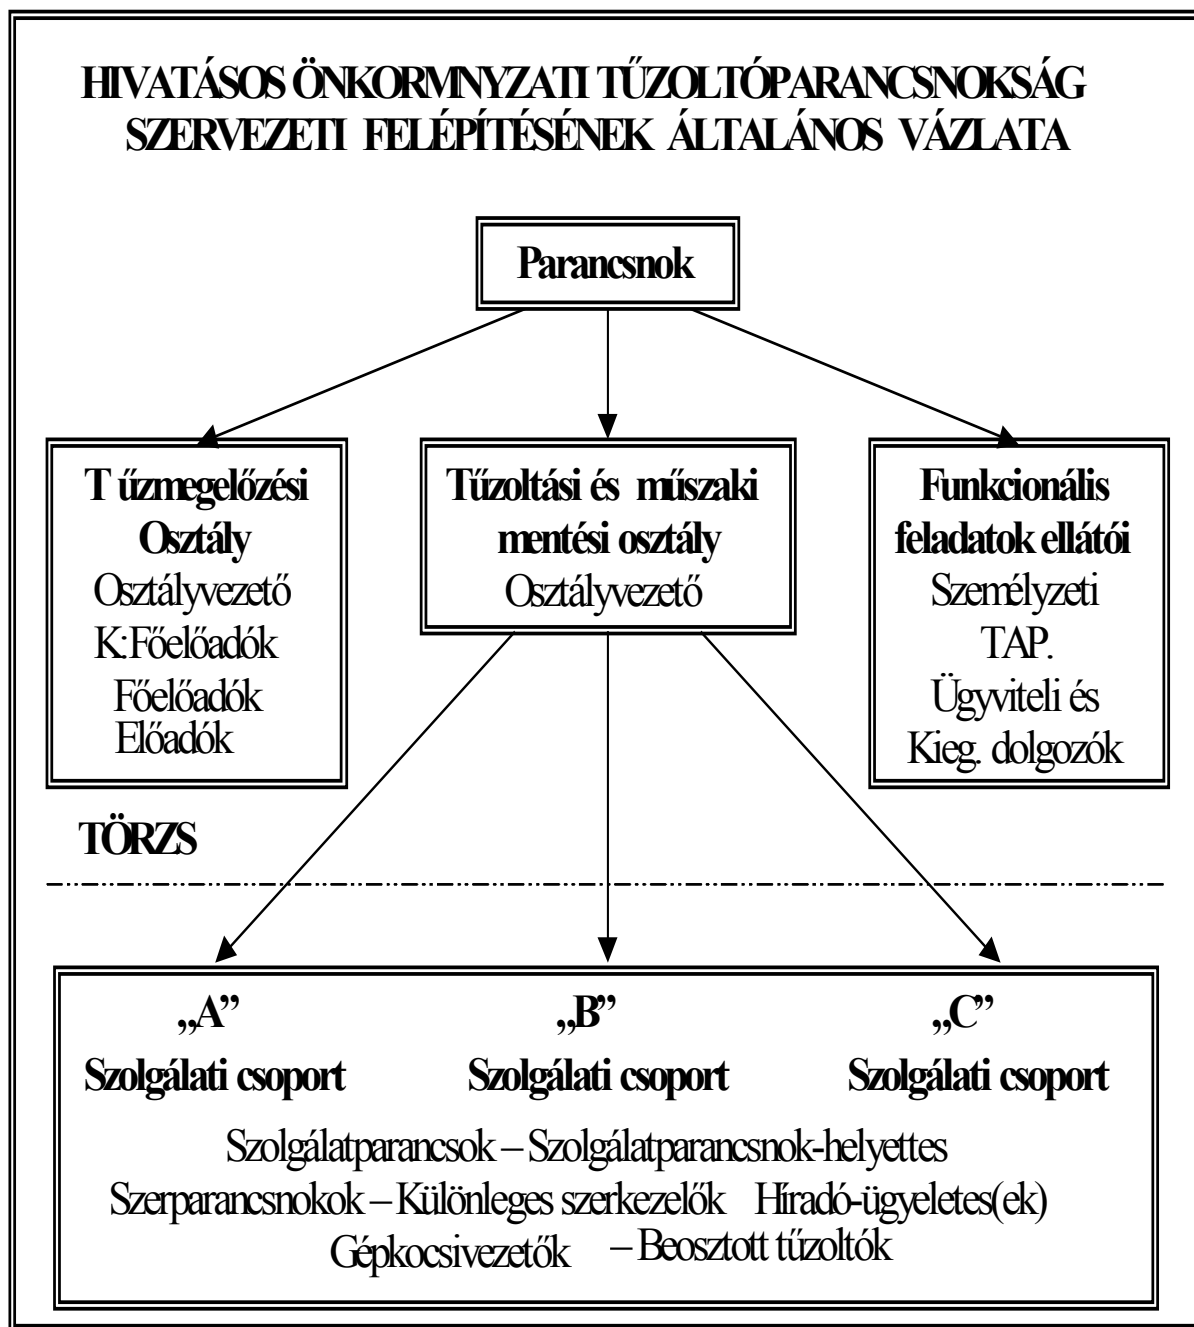 HIVATÁSOS ÖNKORMNYZATI TŰZOLTÓPARANCSNOKSÁG
SZERVEZETI FELÉPÍTÉSÉNEK ÁLTALÁNOS VÁZLATA
Parancsnok
T űzmegelőzési
Osztály
Osztályvezető
K:Főelőadók
Főelőadók
Előadók
Tűzoltási és műszaki
mentési osztály
Osztályvezető
Funkcionális
feladatok ellátói
Személyzeti
TAP.
Ügyviteli és
Kieg. dolgozók
TÖRZS
„A” „B” „C”
Szolgálati csoport Szolgálati csoport Szolgálati csoport
Szolgálatparancsok – Szolgálatparancsnok-helyettes
Szerparancsnokok – Különleges szerkezelők Híradó-ügyeletes(ek)
Gépkocsivezetők – Beosztott tűzoltók